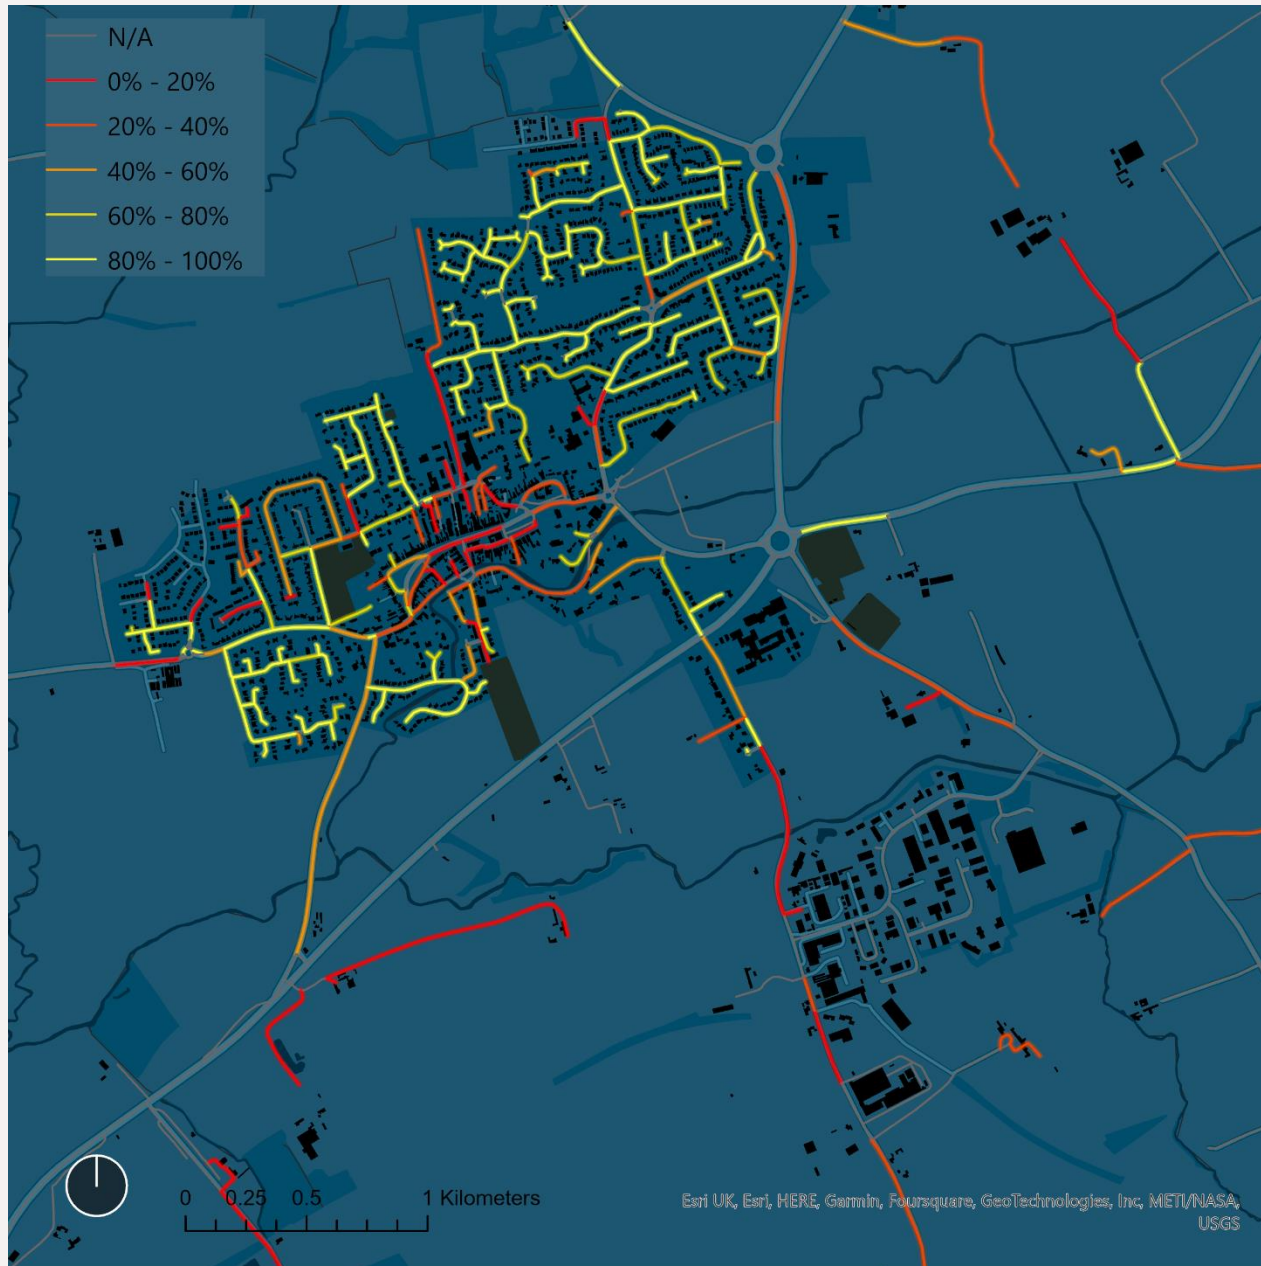 N/A
0% - 20%
20% - 40%
40% - 60%
60% - 80%
80% - 100%
0 0.25 0.5 1 Kilometers
Esri UK, Esri, HERE, Garmin, Foursquare, GeoTechnologies, Inc, METI/NASA,
USGS